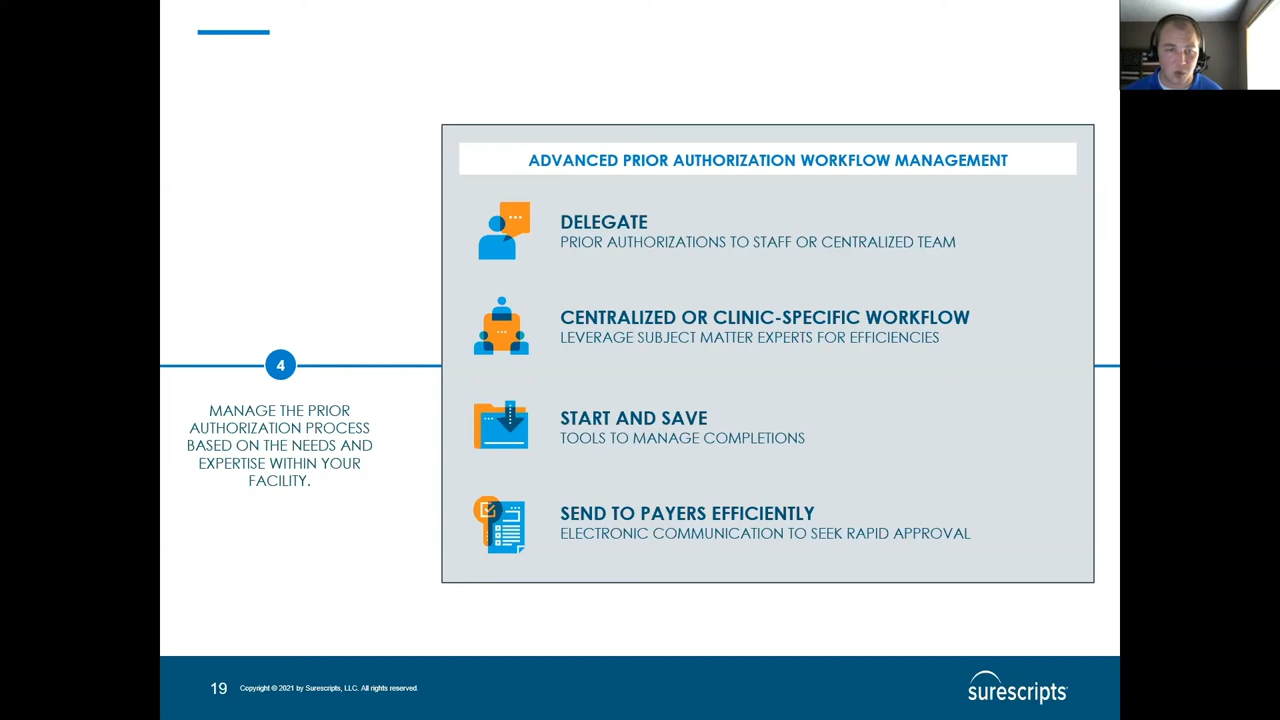 ADVANCED PRIOR AUTHORIZATION WORKFLOW MANAGEMENT
DELEGATE
PRIOR AUTHORIZATIONS TO STAFF OR CENTRALIZED TEAM
CENTRALIZED OR CLINIC-SPECIFIC WORKFLOW
LEVERAGE SUBJECT MATTER EXPERTS FOR EFFICIENCIES
START AND SAVE
TOOLS TO MANAGE COMPLETIONS
SEND TO PAYERS EFFICIENTLY
ELECTRONIC COMMUNICATION TO SEEK RAPID APPROVAL
4
MANAGE THE PRIOR
AUTHORIZATION PROCESS
BASED ON THE NEEDS AND
EXPERTISE WITHIN YOUR
FACILITY.
19
Copyright © 2021 by Surescripts, LLC. All rights reserved.
surescripts